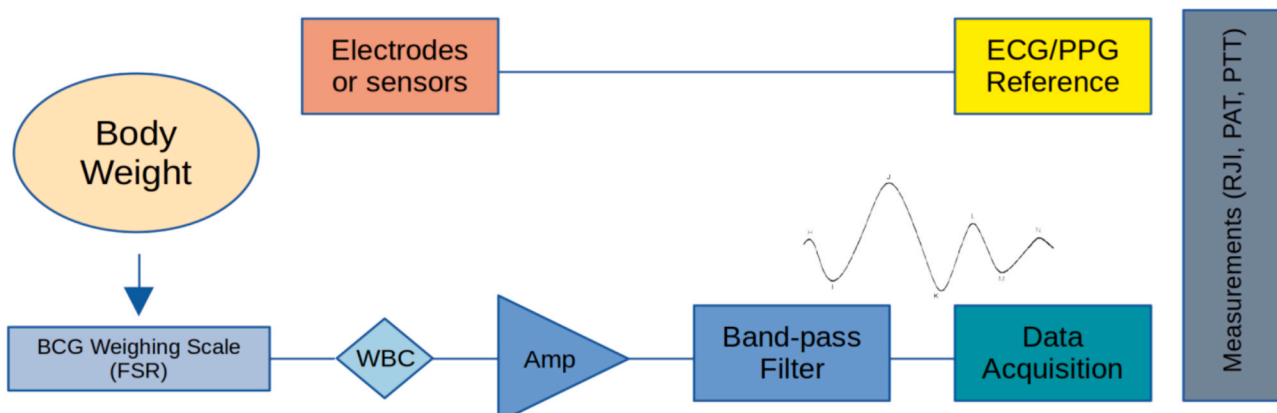 Electrodes
or sensors
ECG/PPG
Reference
Body
Weight
Measurements (RJI, PAT, PTT)
H
I
J
K
L
M
N
BCG Weighing Scale
(FSR)
WBC
Amp
Band-pass
Filter
Data
Acquisition